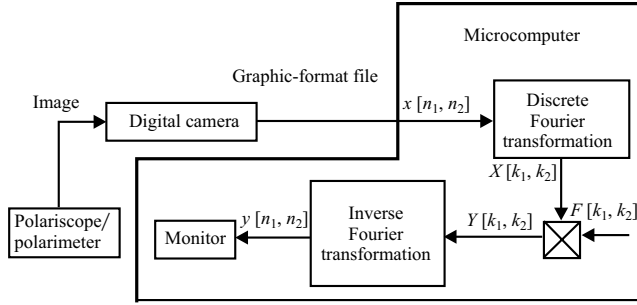 Microcomputer
Graphic-format file
Image
Digital camera
x [n₁, n₂]
Discrete
Fourier
transformation
X [k₁, k₂]
F [k₁, k₂]
Y [k₁, k₂]
Inverse
Fourier
transformation
y [n₁, n₂]
Monitor
Polariscope/
polarimeter